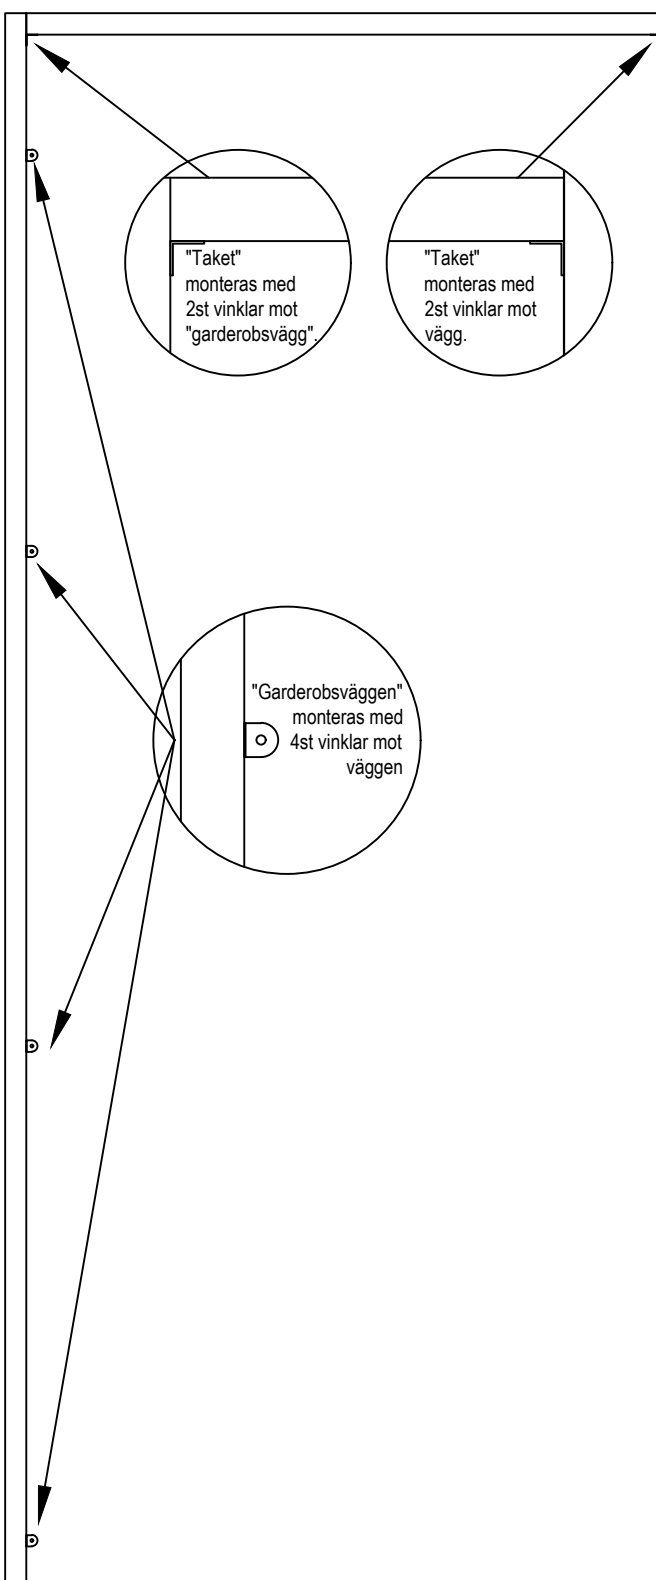 "Taket"
monteras med
2st vinklar mot
"garderobsvägg".
"Taket"
monteras med
2st vinklar mot
vägg.
"Garderobsväggen"
monteras med
4st vinklar mot
väggen